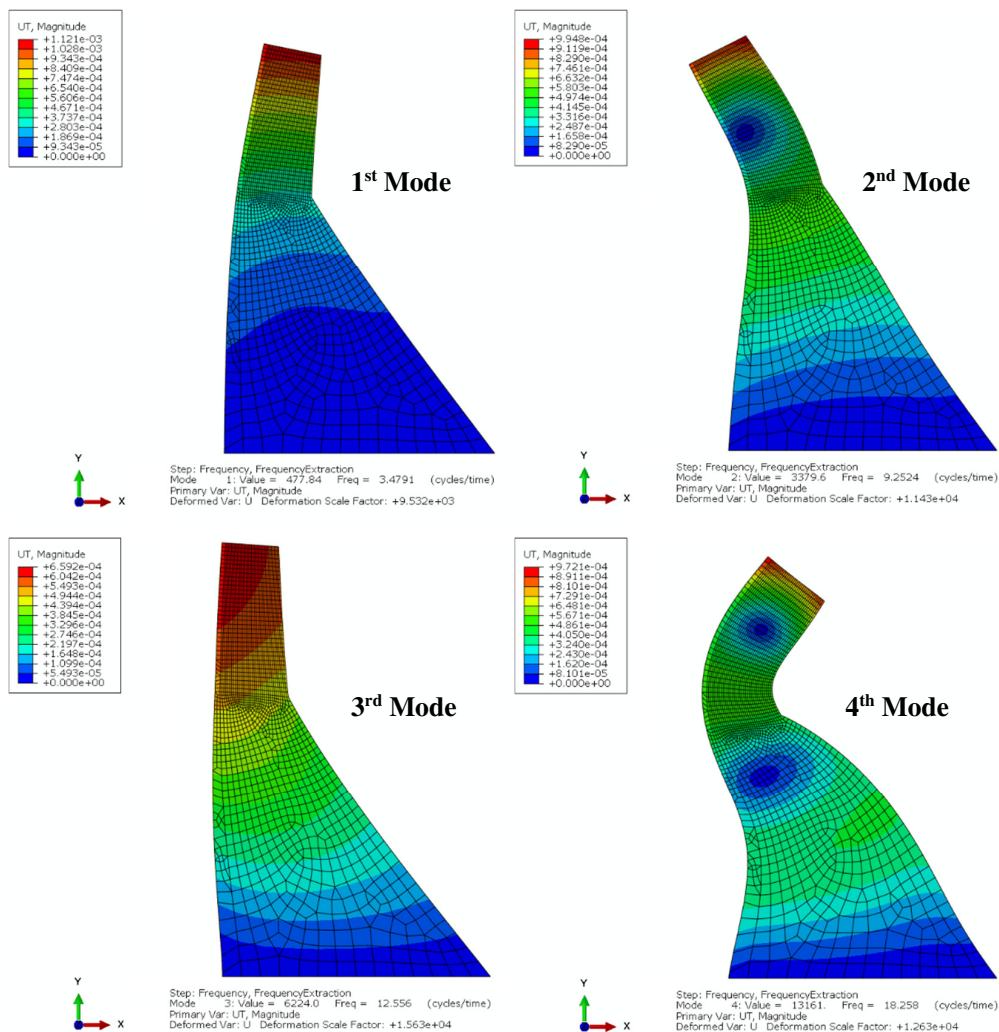 UT, Magnitude
+1.121e-03
+1.028e-03
+9.343e-04
+8.409e-04
+7.474e-04
+6.540e-04
+5.606e-04
+4.671e-04
+3.737e-04
+2.803e-04
+1.869e-04
+9.343e-05
+0.000e+00
1st Mode
Y
X
Step: Frequency, FrequencyExtraction
Mode 1: Value = 477.84 Freq = 3.4791 (cycles/time)
Primary Var: UT, Magnitude
Deformed Var: U Deformation Scale Factor: +9.532e+03
UT, Magnitude
+9.948e-04
+9.119e-04
+8.290e-04
+7.461e-04
+6.632e-04
+5.803e-04
+4.974e-04
+4.145e-04
+3.316e-04
+2.487e-04
+1.658e-04
+8.290e-05
+0.000e+00
2nd Mode
Y
X
Step: Frequency, FrequencyExtraction
Mode 2: Value = 3379.6 Freq = 9.2524 (cycles/time)
Primary Var: UT, Magnitude
Deformed Var: U Deformation Scale Factor: +1.143e+04
UT, Magnitude
+6.592e-04
+6.042e-04
+5.493e-04
+4.944e-04
+4.394e-04
+3.845e-04
+3.296e-04
+2.746e-04
+2.197e-04
+1.648e-04
+1.099e-04
+5.493e-05
+0.000e+00
3rd Mode
Y
X
Step: Frequency, FrequencyExtraction
Mode 3: Value = 6224.0 Freq = 12.556 (cycles/time)
Primary Var: UT, Magnitude
Deformed Var: U Deformation Scale Factor: +1.563e+04
UT, Magnitude
+9.721e-04
+8.911e-04
+8.101e-04
+7.291e-04
+6.481e-04
+5.671e-04
+4.861e-04
+4.050e-04
+3.240e-04
+2.430e-04
+1.620e-04
+8.101e-05
+0.000e+00
4th Mode
Y
X
Step: Frequency, FrequencyExtraction
Mode 4: Value = 13161. Freq = 18.258 (cycles/time)
Primary Var: UT, Magnitude
Deformed Var: U Deformation Scale Factor: +1.263e+04